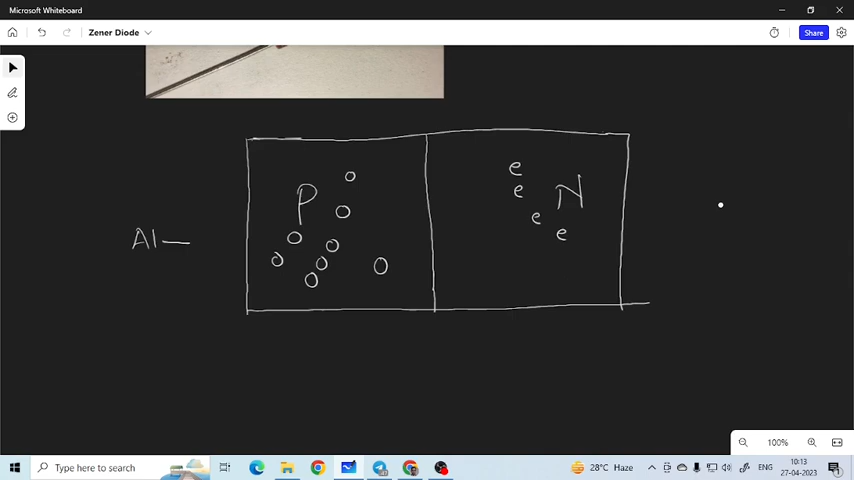 Microsoft Whiteboard
Zener Diode
Share
P
N
e
e
e
e
Al—
100%
Type here to search
28°C Haze
ENG
10:13
27-04-2023